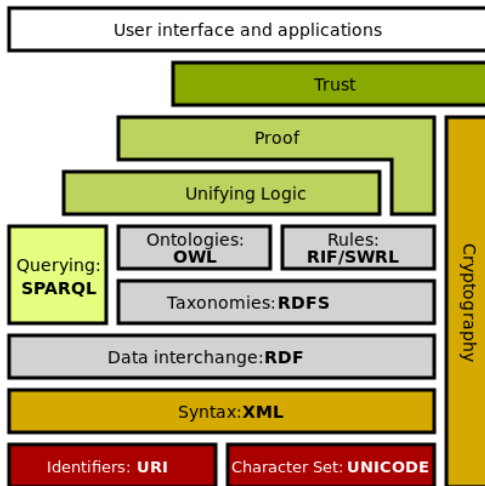 User interface and applications
Trust
Proof
Unifying Logic
Querying:
SPARQL
Ontologies:
OWL
Rules:
RIF/SWRL
Taxonomies: RDFS
Data interchange: RDF
Syntax: XML
Identifiers: URI
Character Set: UNICODE
Cryptography